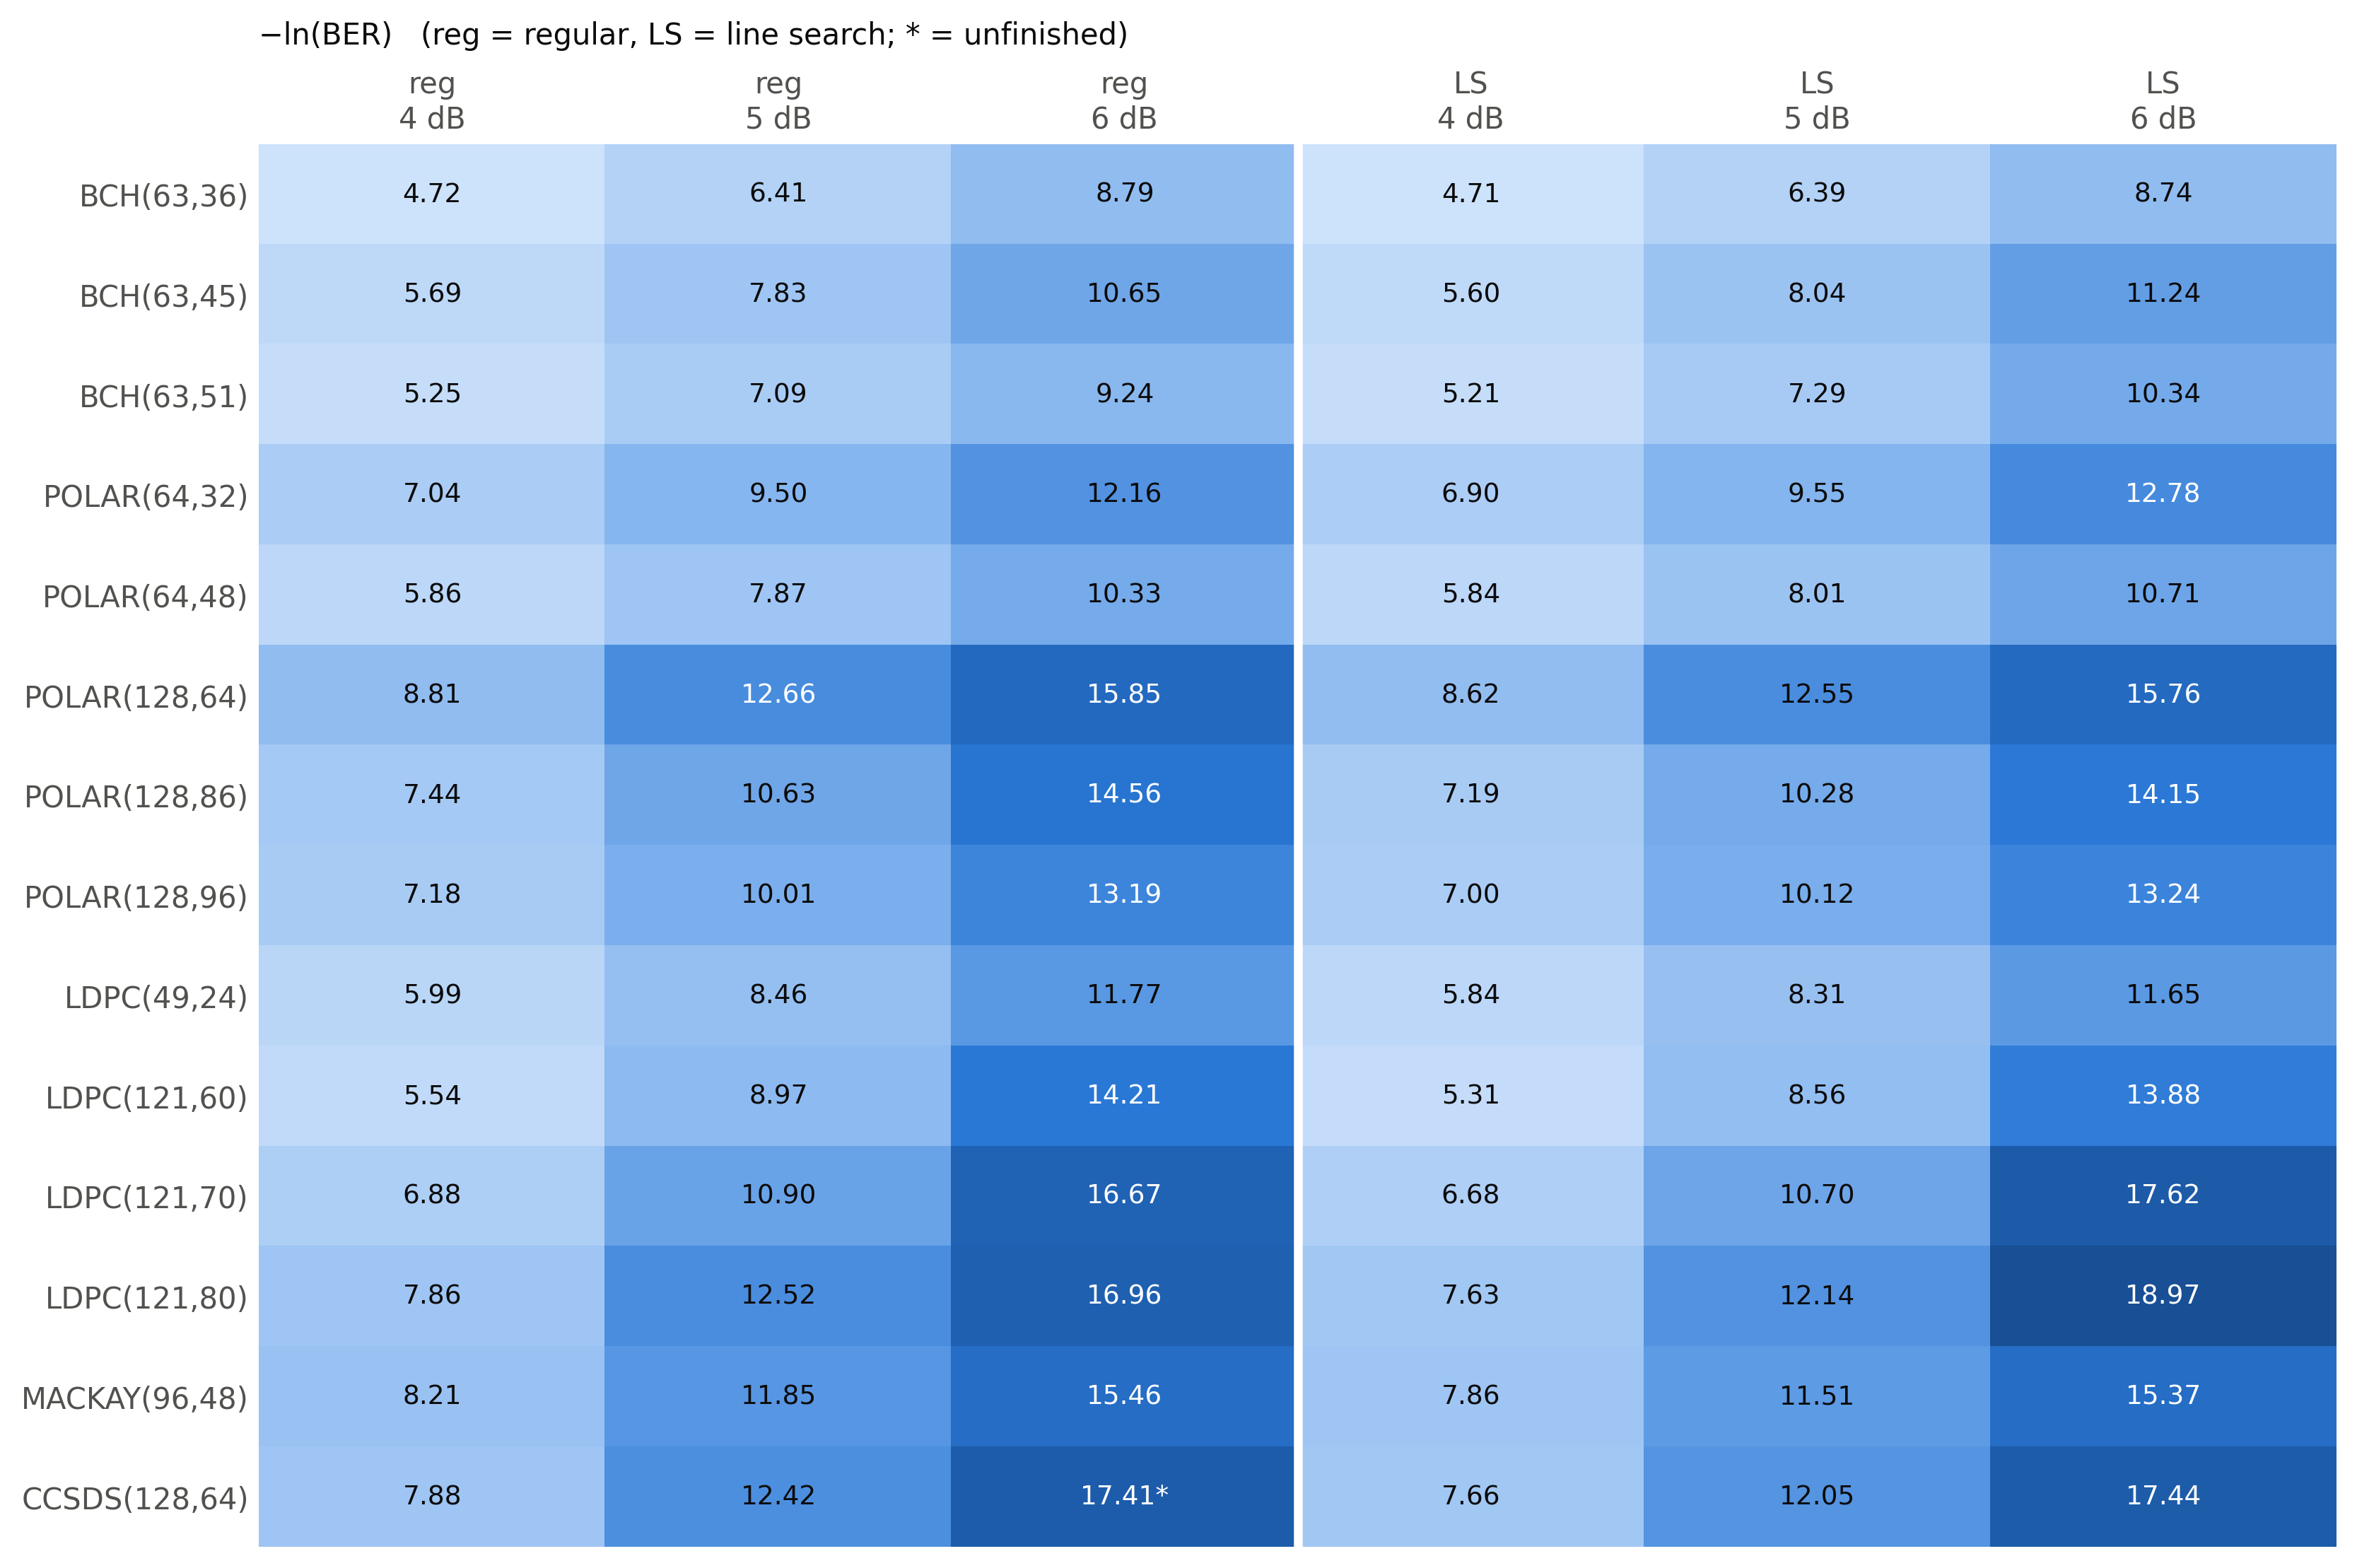 −ln(BER)   (reg = regular, LS = line search; * = unfinished)
reg reg reg LS LS LS
4 dB 5 dB 6 dB 4 dB 5 dB 6 dB
BCH(63,36) 4.72 6.41 8.79 4.71 6.39 8.74
BCH(63,45) 5.69 7.83 10.65 5.60 8.04 11.24
BCH(63,51) 5.25 7.09 9.24 5.21 7.29 10.34
POLAR(64,32) 7.04 9.50 12.16 6.90 9.55 12.78
POLAR(64,48) 5.86 7.87 10.33 5.84 8.01 10.71
POLAR(128,64) 8.81 12.66 15.85 8.62 12.55 15.76
POLAR(128,86) 7.44 10.63 14.56 7.19 10.28 14.15
POLAR(128,96) 7.18 10.01 13.19 7.00 10.12 13.24
LDPC(49,24) 5.99 8.46 11.77 5.84 8.31 11.65
LDPC(121,60) 5.54 8.97 14.21 5.31 8.56 13.88
LDPC(121,70) 6.88 10.90 16.67 6.68 10.70 17.62
LDPC(121,80) 7.86 12.52 16.96 7.63 12.14 18.97
MACKAY(96,48) 8.21 11.85 15.46 7.86 11.51 15.37
CCSDS(128,64) 7.88 12.42 17.41* 7.66 12.05 17.44